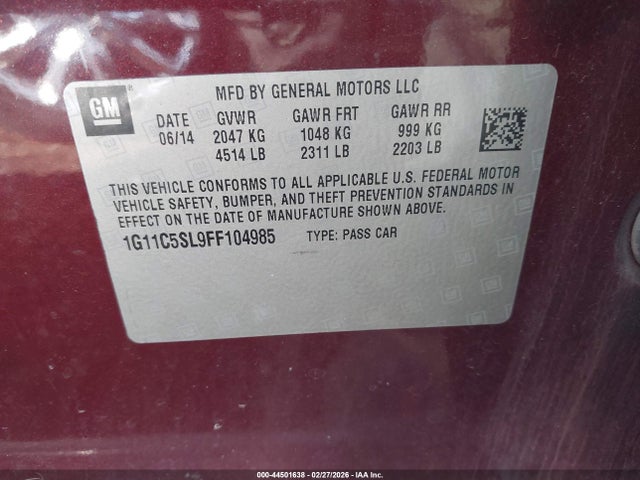 GM
MFD BY GENERAL MOTORS LLC
DATE GVWR GAWR FRT GAWR RR
06/14 2047 KG 1048 KG 999 KG
4514 LB 2311 LB 2203 LB
THIS VEHICLE CONFORMS TO ALL APPLICABLE U.S. FEDERAL MOTOR
VEHICLE SAFETY, BUMPER, AND THEFT PREVENTION STANDARDS IN
EFFECT ON THE DATE OF MANUFACTURE SHOWN ABOVE.
1G11C5SL9FF104985 TYPE: PASS CAR
000-44501638 - 02/27/2026 - IAA Inc.